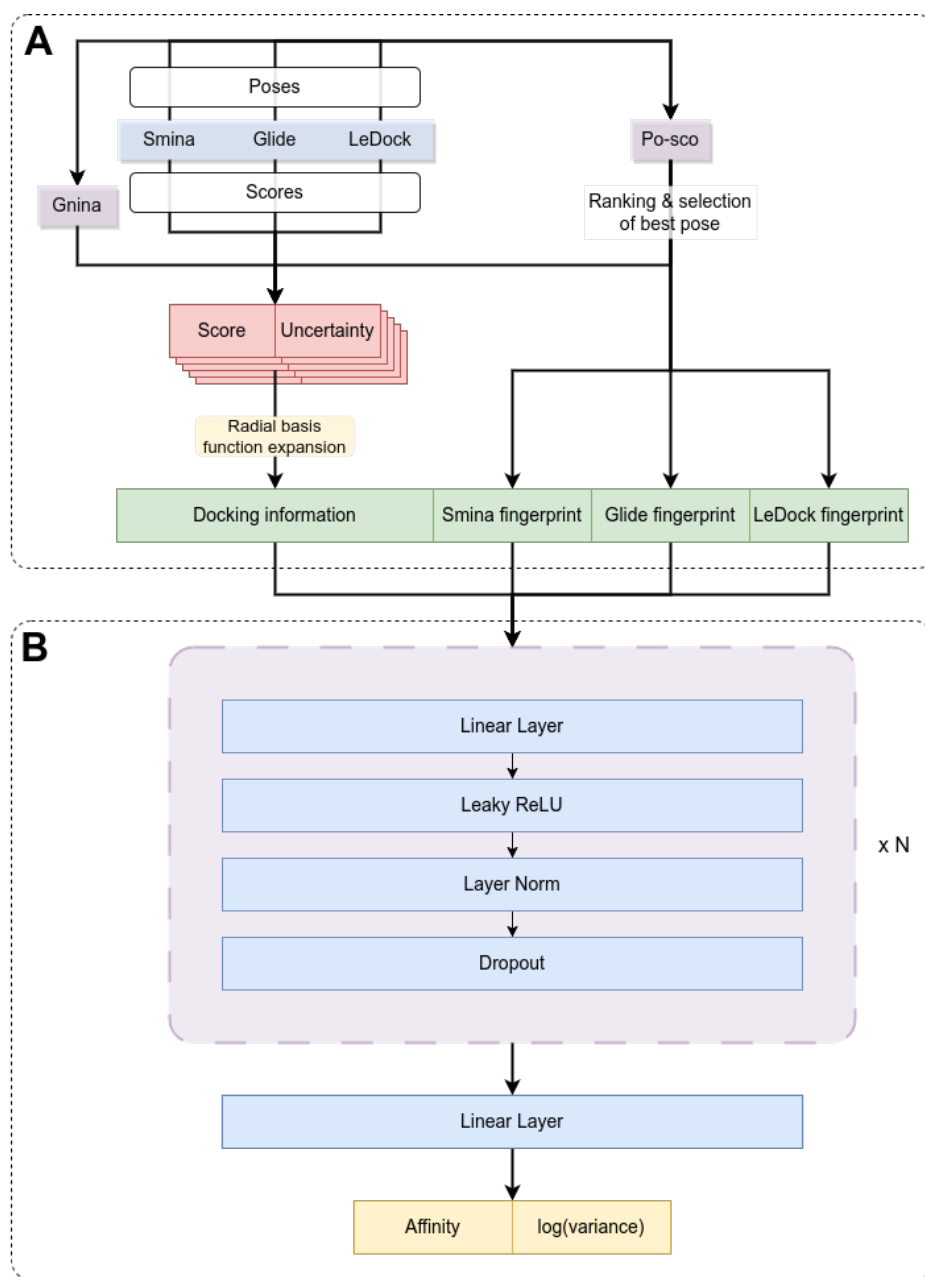 A
Poses
Smina Glide LeDock
Po-sco
Scores
Gnina
Ranking & selection
of best pose
Score Uncertainty
Radial basis
function expansion
Docking information Smina fingerprint Glide fingerprint LeDock fingerprint
B
Linear Layer
Leaky ReLU
x N
Layer Norm
Dropout
Linear Layer
Affinity log(variance)